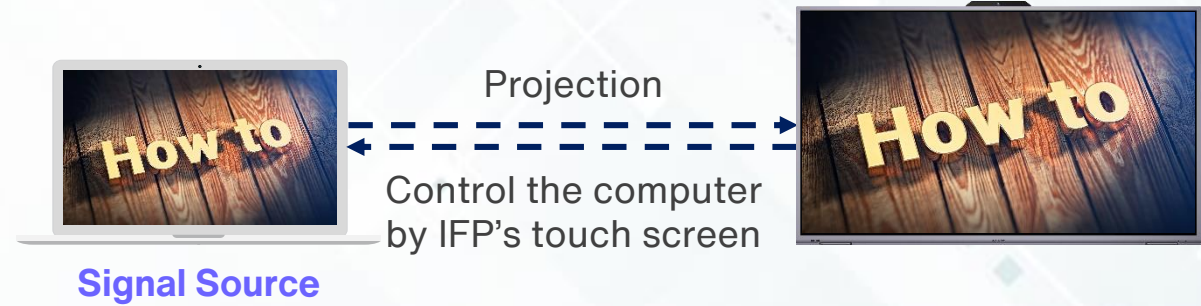 How to
Projection
How to
Control the computer
by IFP's touch screen
Signal Source